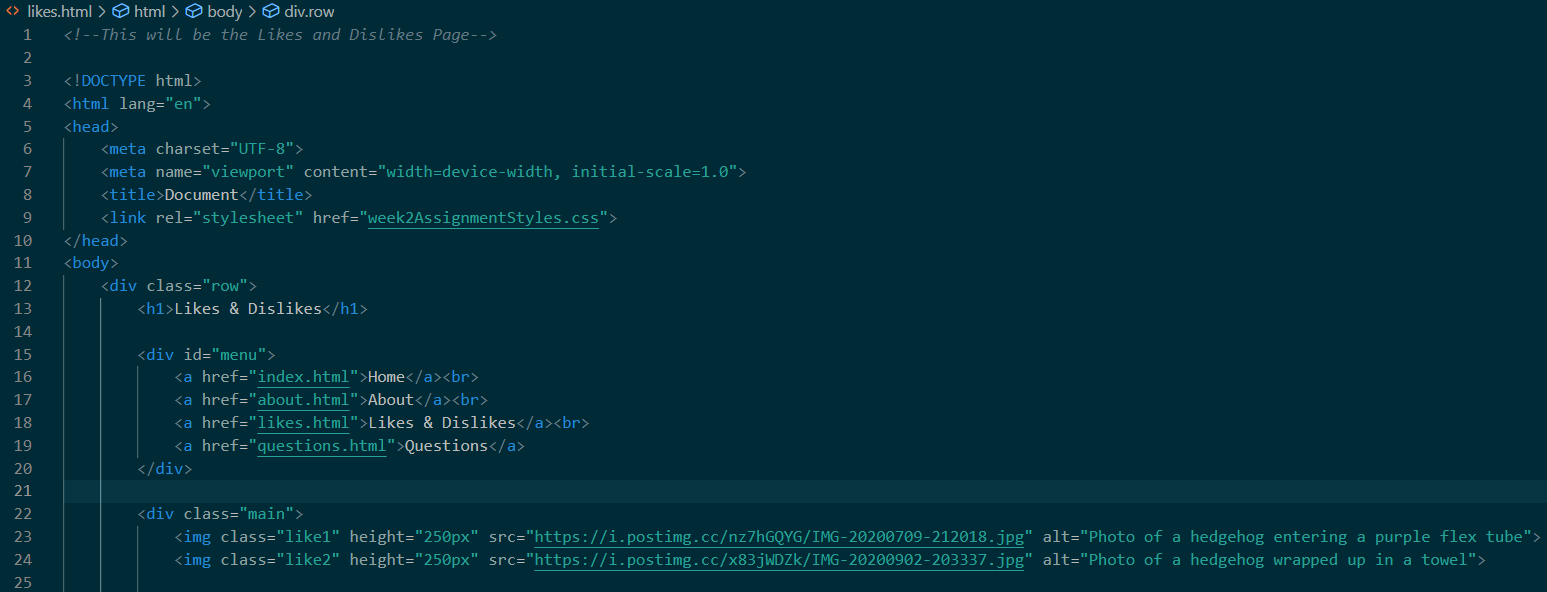 <> likes.html > html > body > div.row
1 <!--This will be the Likes and Dislikes Page-->
2
3 <!DOCTYPE html>
4 <html lang="en">
5 <head>
6     <meta charset="UTF-8">
7     <meta name="viewport" content="width=device-width, initial-scale=1.0">
8     <title>Document</title>
9     <link rel="stylesheet" href="week2AssignmentStyles.css">
10 </head>
11 <body>
12     <div class="row">
13         <h1>Likes & Dislikes</h1>
14
15         <div id="menu">
16             <a href="index.html">Home</a><br>
17             <a href="about.html">About</a><br>
18             <a href="likes.html">Likes & Dislikes</a><br>
19             <a href="questions.html">Questions</a>
20         </div>
21
22         <div class="main">
23             <img class="like1" height="250px" src="https://i.postimg.cc/nz7hGQYG/IMG-20200709-212018.jpg" alt="Photo of a hedgehog entering a purple flex tube">
24             <img class="like2" height="250px" src="https://i.postimg.cc/x83jWDZk/IMG-20200902-203337.jpg" alt="Photo of a hedgehog wrapped up in a towel">
25